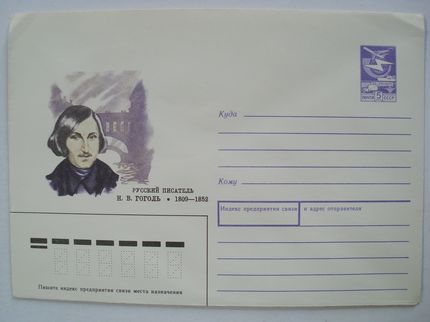 ПОЧТА 5 СССР
Куда
РУССКИЙ ПИСАТЕЛЬ
Н. В. ГОГОЛЬ • 1809—1852
Кому
Индекс предприятия связи и адрес отправителя
Пишите индекс предприятия связи места назначения